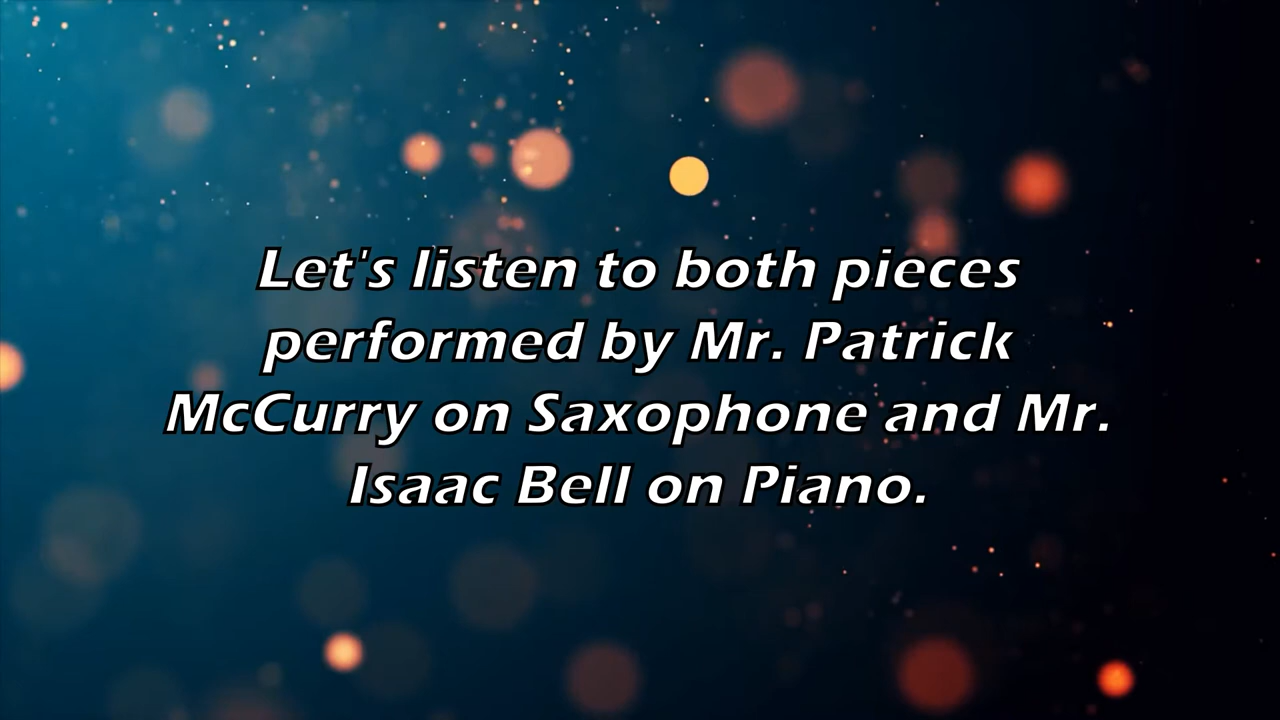 Let's listen to both pieces
performed by Mr. Patrick
McCurry on Saxophone and Mr.
Isaac Bell on Piano.